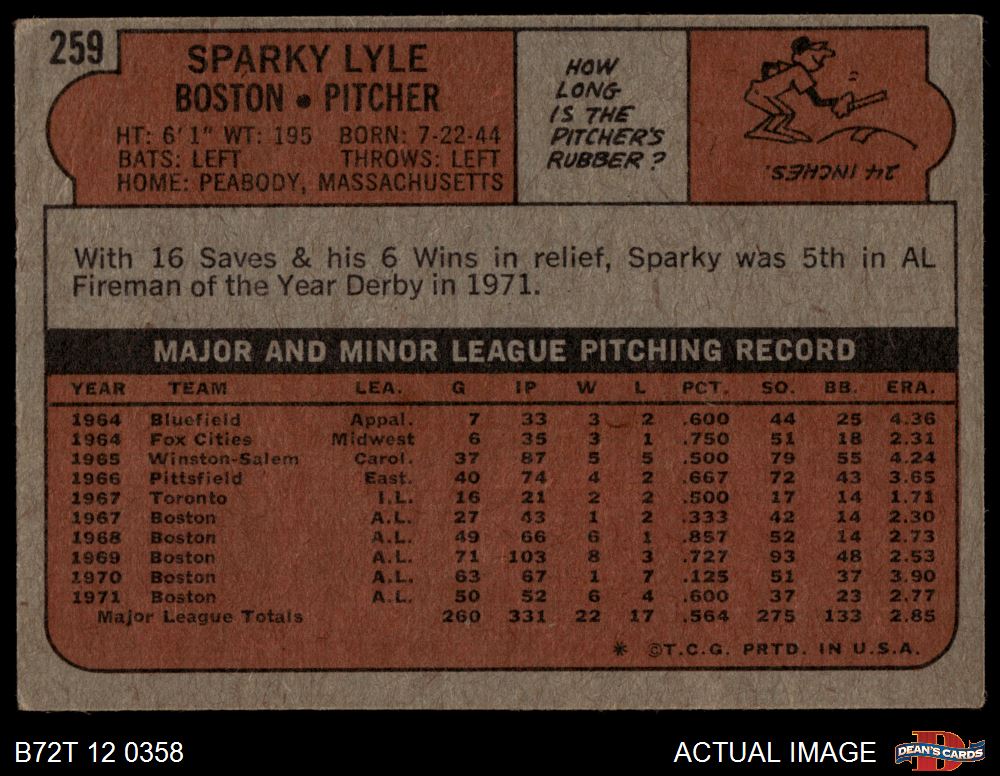 259
SPARKY LYLE
BOSTON • PITCHER
HT: 6'1" WT: 195 BORN: 7-22-44
BATS: LEFT THROWS: LEFT
HOME: PEABODY, MASSACHUSETTS
HOW
LONG
IS THE
PITCHER'S
RUBBER?
24 INCHES.
With 16 Saves & his 6 Wins in relief, Sparky was 5th in AL
Fireman of the Year Derby in 1971.
MAJOR AND MINOR LEAGUE PITCHING RECORD
YEAR TEAM LEA. G IP W L PCT. SO. BB. ERA.
1964 Bluefield Appal. 7 33 3 2 .600 44 25 4.36
1964 Fox Cities Midwest 6 35 3 1 .750 51 18 2.31
1965 Winston-Salem Carol. 37 87 5 5 .500 79 55 4.24
1966 Pittsfield East. 40 74 4 2 .667 72 43 3.65
1967 Toronto I.L. 16 21 2 2 .500 17 14 1.71
1967 Boston A.L. 27 43 1 2 .333 42 14 2.30
1968 Boston A.L. 49 66 6 1 .857 52 14 2.73
1969 Boston A.L. 71 103 8 3 .727 93 48 2.53
1970 Boston A.L. 63 67 1 7 .125 51 37 3.90
1971 Boston A.L. 50 52 6 4 .600 37 23 2.77
Major League Totals 260 331 22 17 .564 275 133 2.85
* ©T.C.G. PRTD. IN U.S.A.
B72T 12 0358
ACTUAL IMAGE
D
DEAN'S CARDS